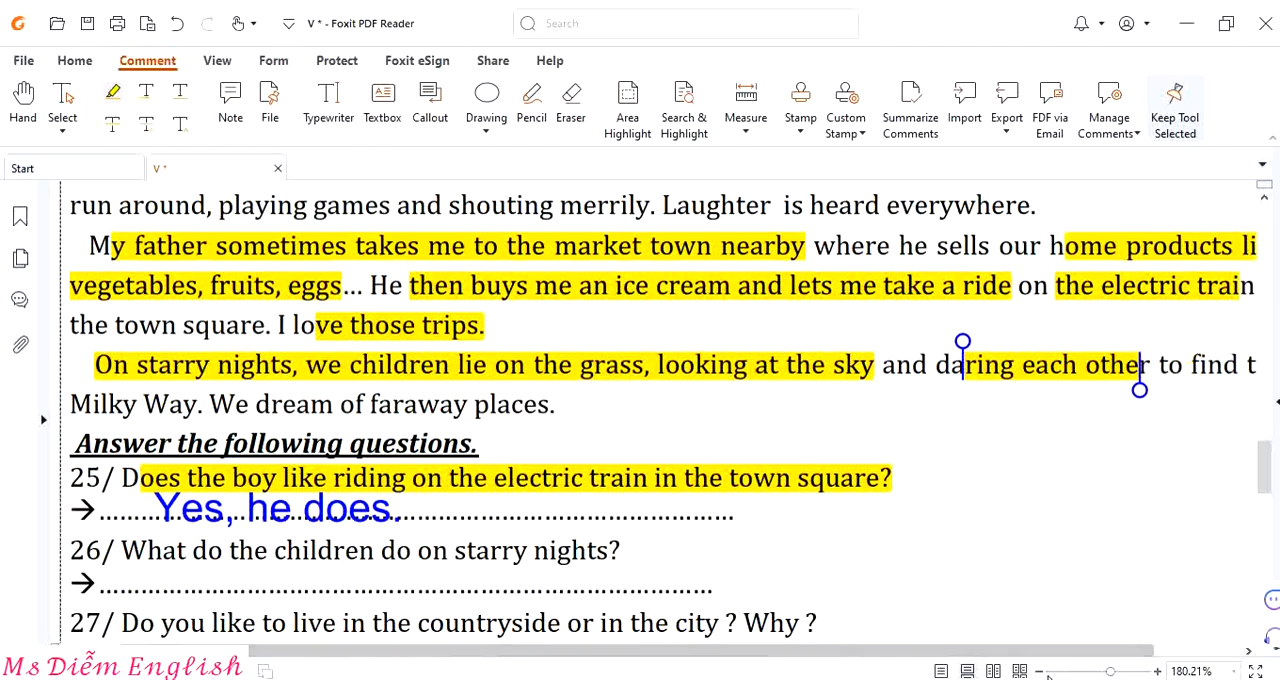 V * - Foxit PDF Reader
Search
File Home Comment View Form Protect Foxit eSign Share Help
Hand Select Note File Typewriter Textbox Callout Drawing Pencil Eraser Area Highlight Search & Highlight Measure Stamp Custom Stamp Summarize Comments Import Export PDF via Email Manage Comments Keep Tool Selected
Start V *
run around, playing games and shouting merrily. Laughter is heard everywhere.
My father sometimes takes me to the market town nearby where he sells our home products li
vegetables, fruits, eggs... He then buys me an ice cream and lets me take a ride on the electric train
the town square. I love those trips.
On starry nights, we children lie on the grass, looking at the sky and daring each other to find t
Milky Way. We dream of faraway places.
Answer the following questions.
25/ Does the boy like riding on the electric train in the town square?
→ Yes, he does.
26/ What do the children do on starry nights?
→ ................................................................................
27/ Do you like to live in the countryside or in the city ? Why ?
Ms Diễm English
180.21%